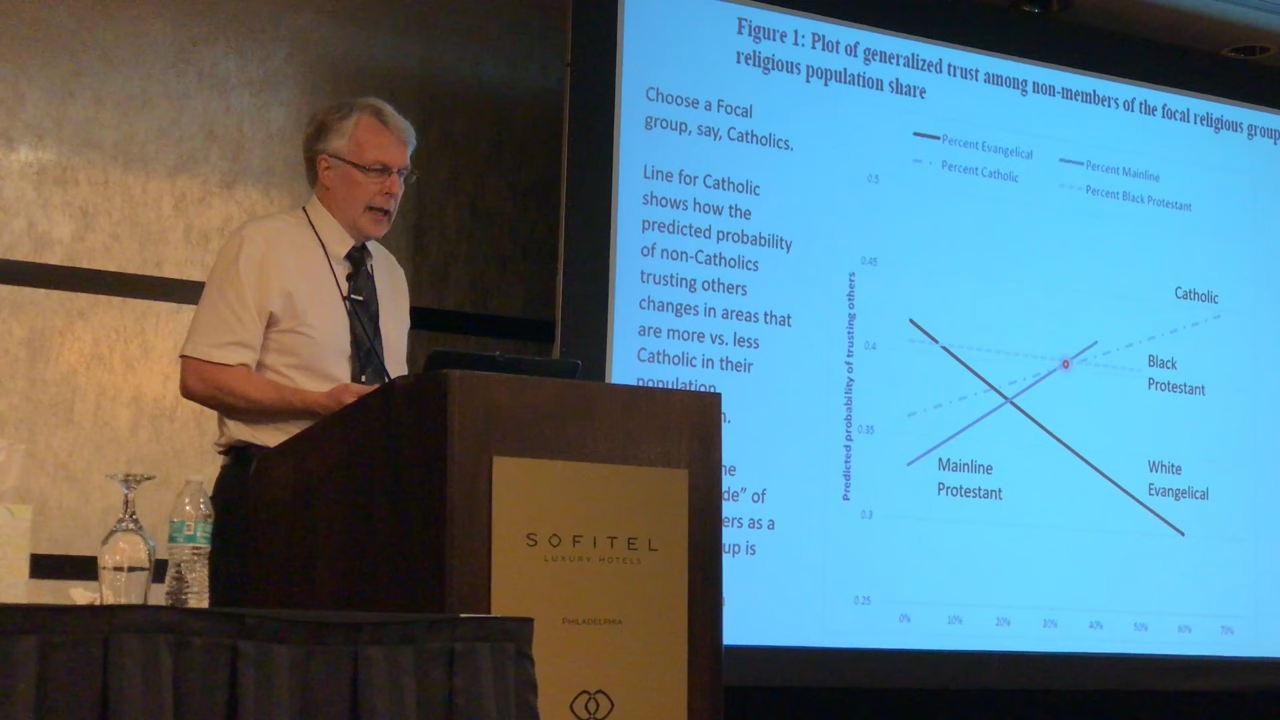 Figure 1: Plot of generalized trust among non-members of the focal religious group
religious population share
Choose a Focal
group, say, Catholics.
Line for Catholic
shows how the
predicted probability
of non-Catholics
trusting others
changes in areas that
are more vs. less
Catholic in their
population
Percent Evangelical
Percent Mainline
Percent Catholic
Percent Black Protestant
Predicted probability of trusting others
0.5
0.45
0.4
0.35
0.3
0.25
0%
10%
20%
30%
40%
50%
60%
70%
Catholic
Black
Protestant
Mainline
Protestant
White
Evangelical
of
as a
is
SOFITEL
LUXURY HOTELS
PHILADELPHIA